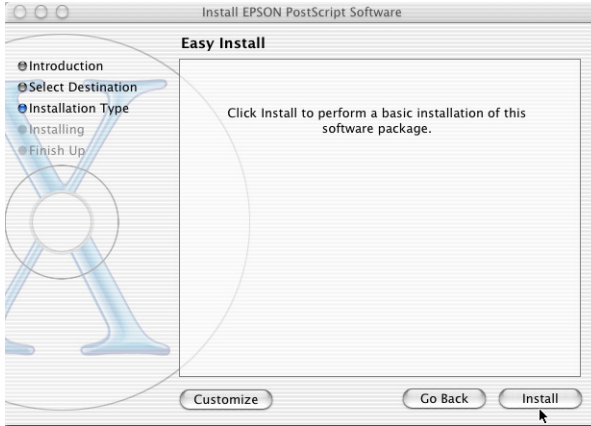 Install EPSON PostScript Software
Easy Install
Introduction
Select Destination
Installation Type
Installing
Finish Up
Click Install to perform a basic installation of this
software package.
Customize
Go Back
Install